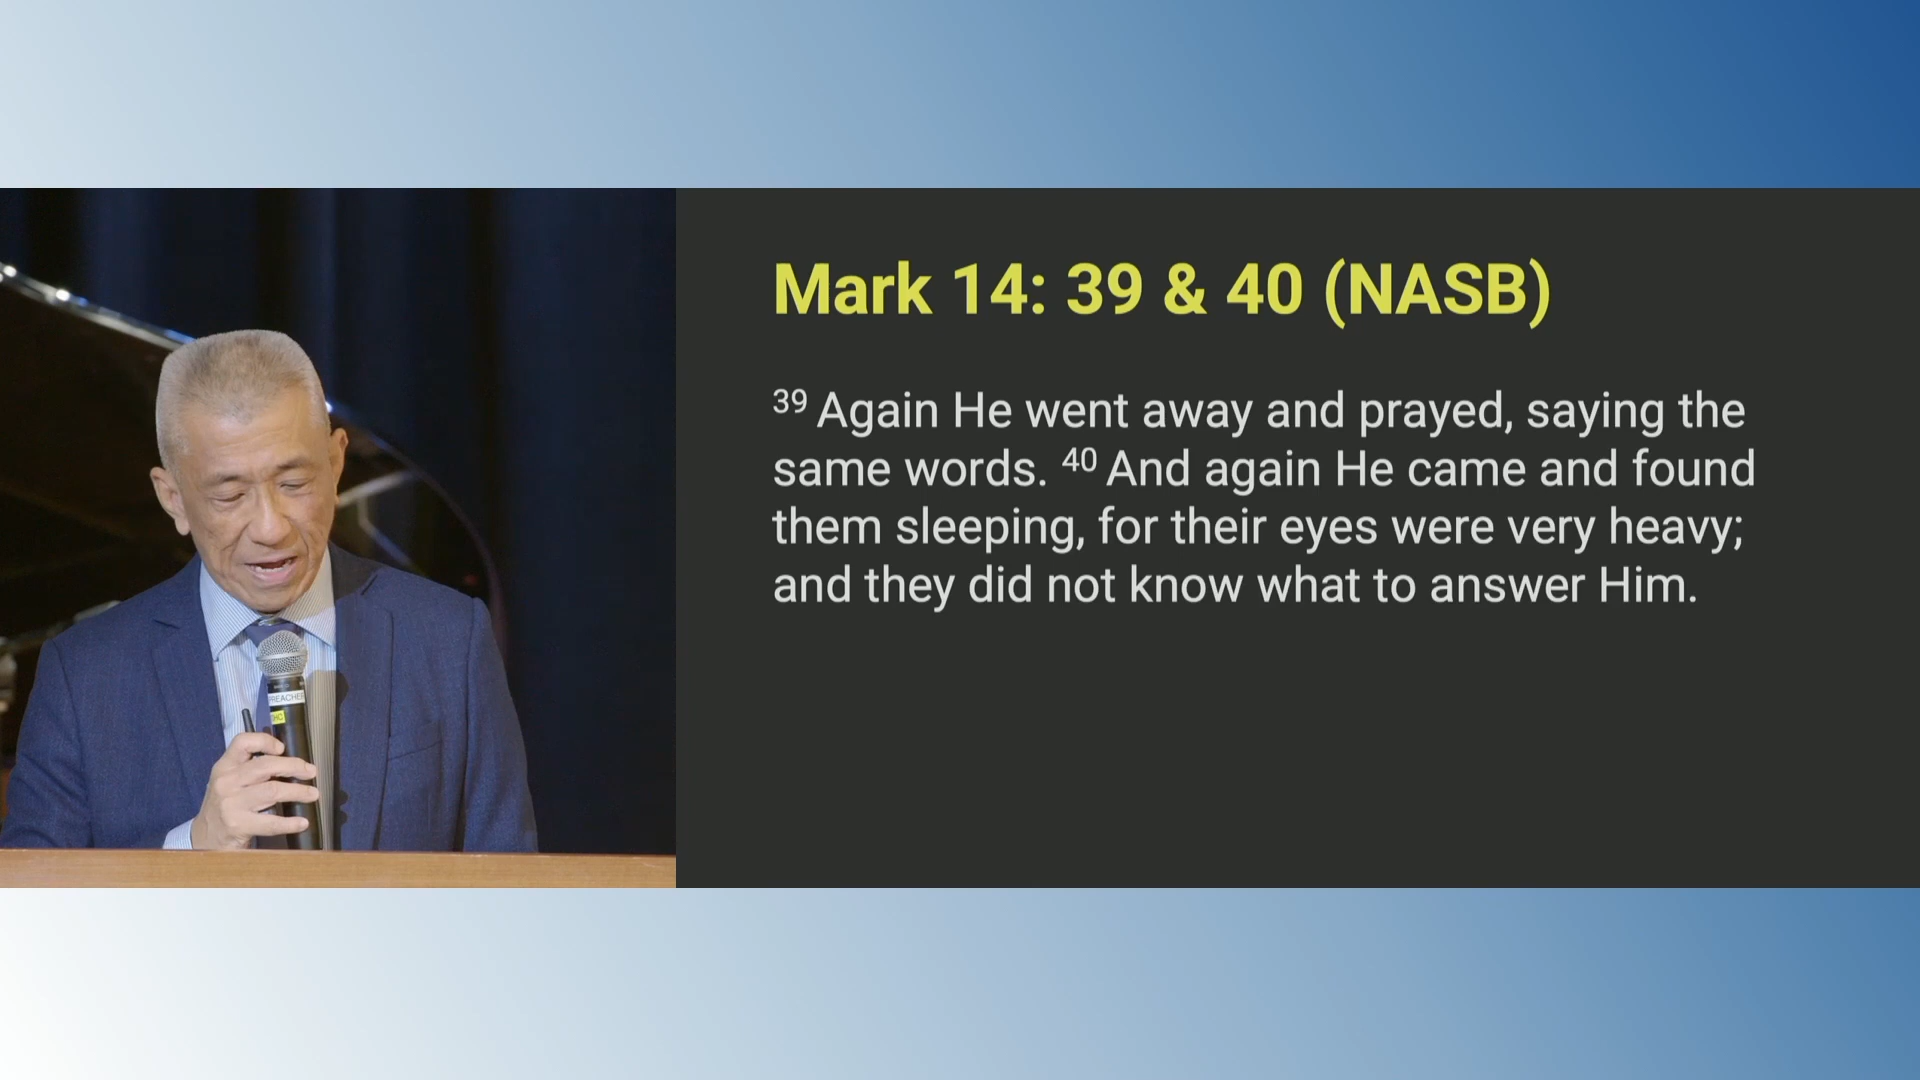 Mark 14: 39 & 40 (NASB)
39 Again He went away and prayed, saying the
same words. 40 And again He came and found
them sleeping, for their eyes were very heavy;
and they did not know what to answer Him.
PREACHER